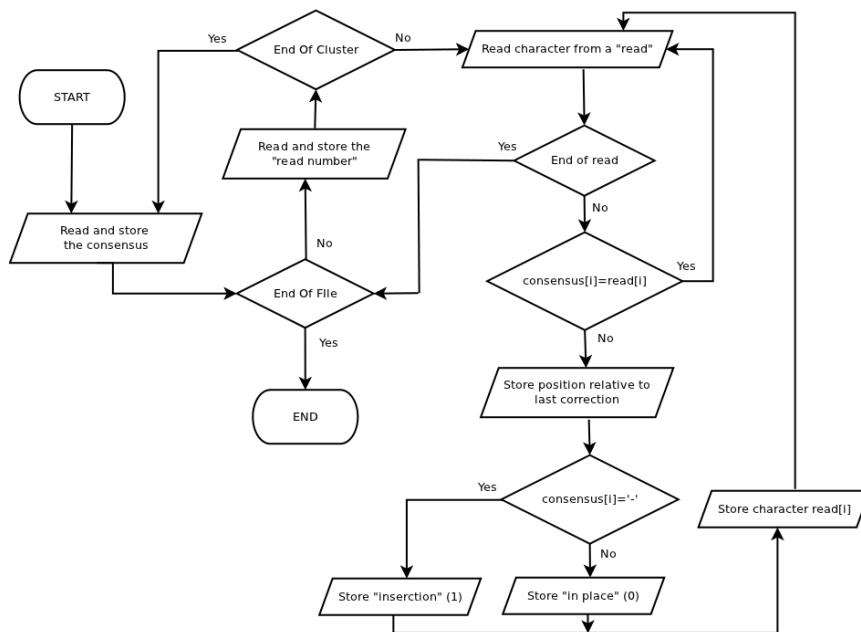 Yes
End Of Cluster
No
Read character from a "read"
START
Read and store the
"read number"
Yes
End of read
Read and store
the consensus
No
No
End Of FIle
consensus[i]=read[i]
Yes
Yes
No
Store position relative to
last correction
END
Yes
consensus[i]='-'
Store character read[i]
No
Store "inserction" (1)
Store "in place" (0)